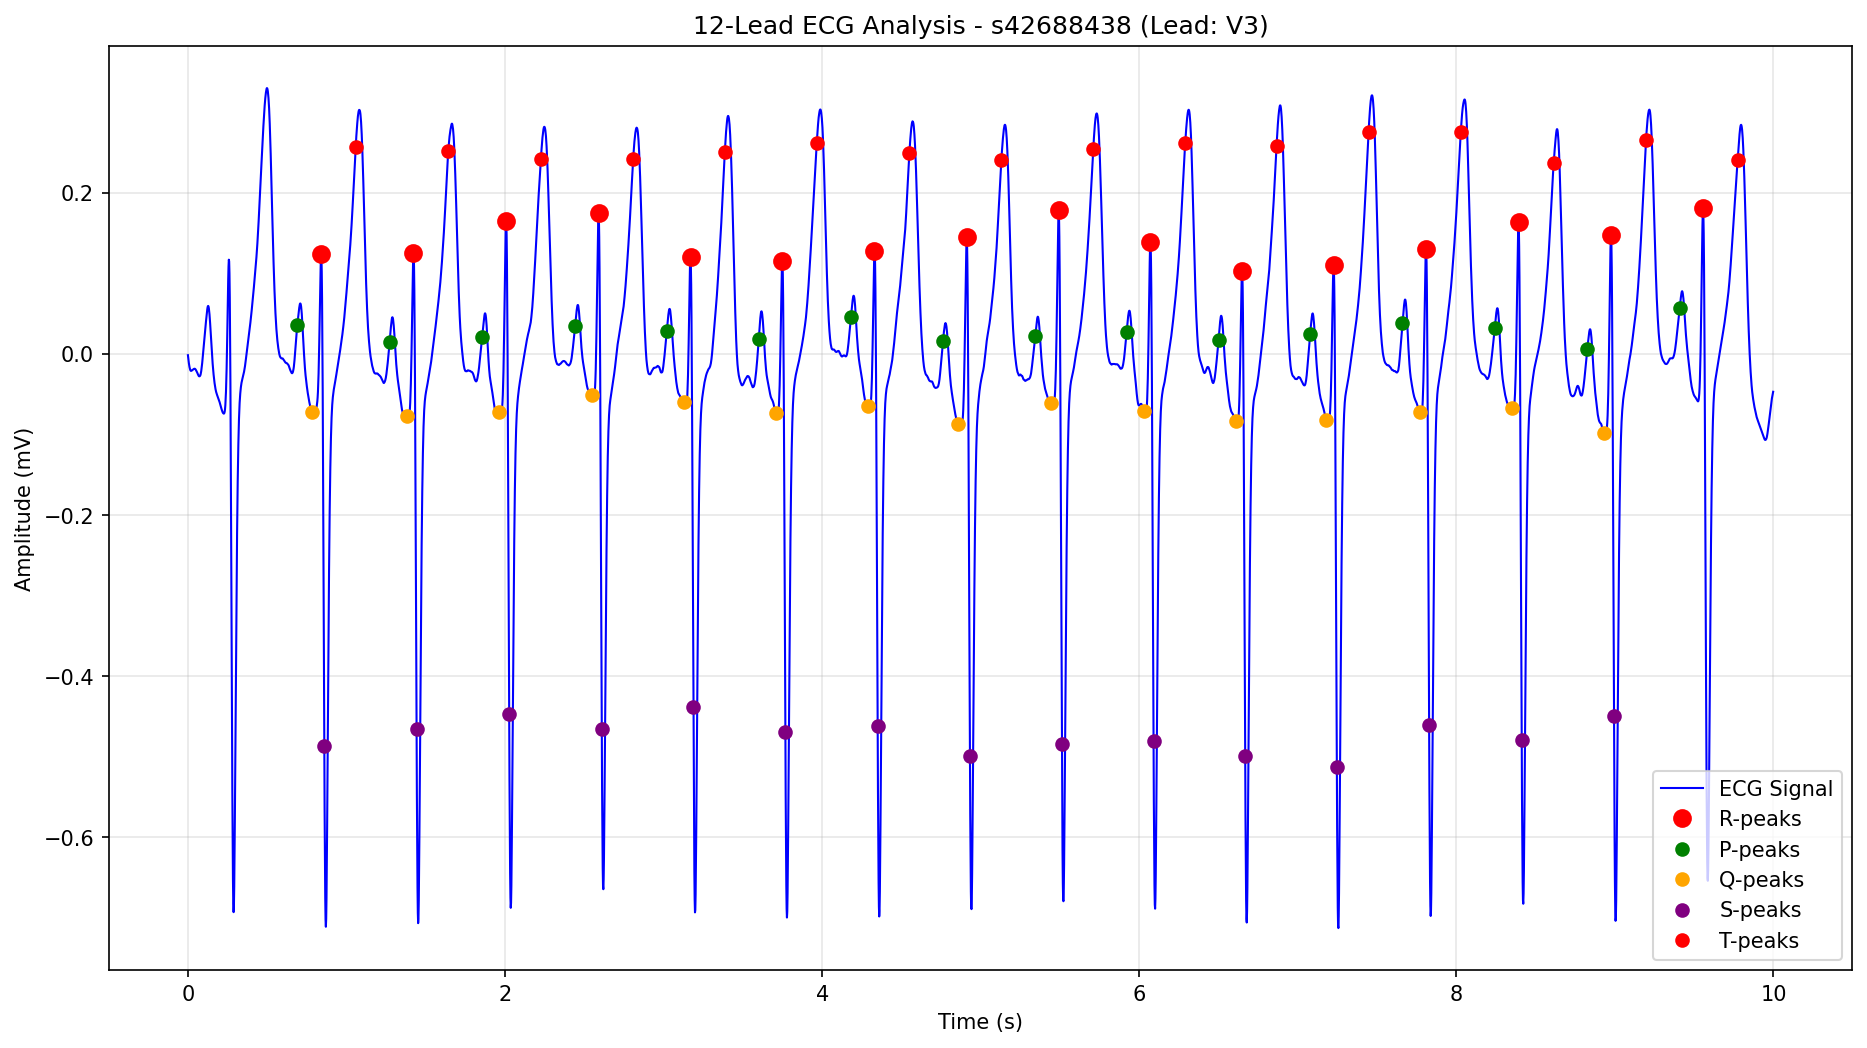 12-Lead ECG Analysis - s42688438 (Lead: V3)
Amplitude (mV)
0.2
0.0
−0.2
−0.4
−0.6
0 2 4 6 8 10
Time (s)
ECG Signal
R-peaks
P-peaks
Q-peaks
S-peaks
T-peaks